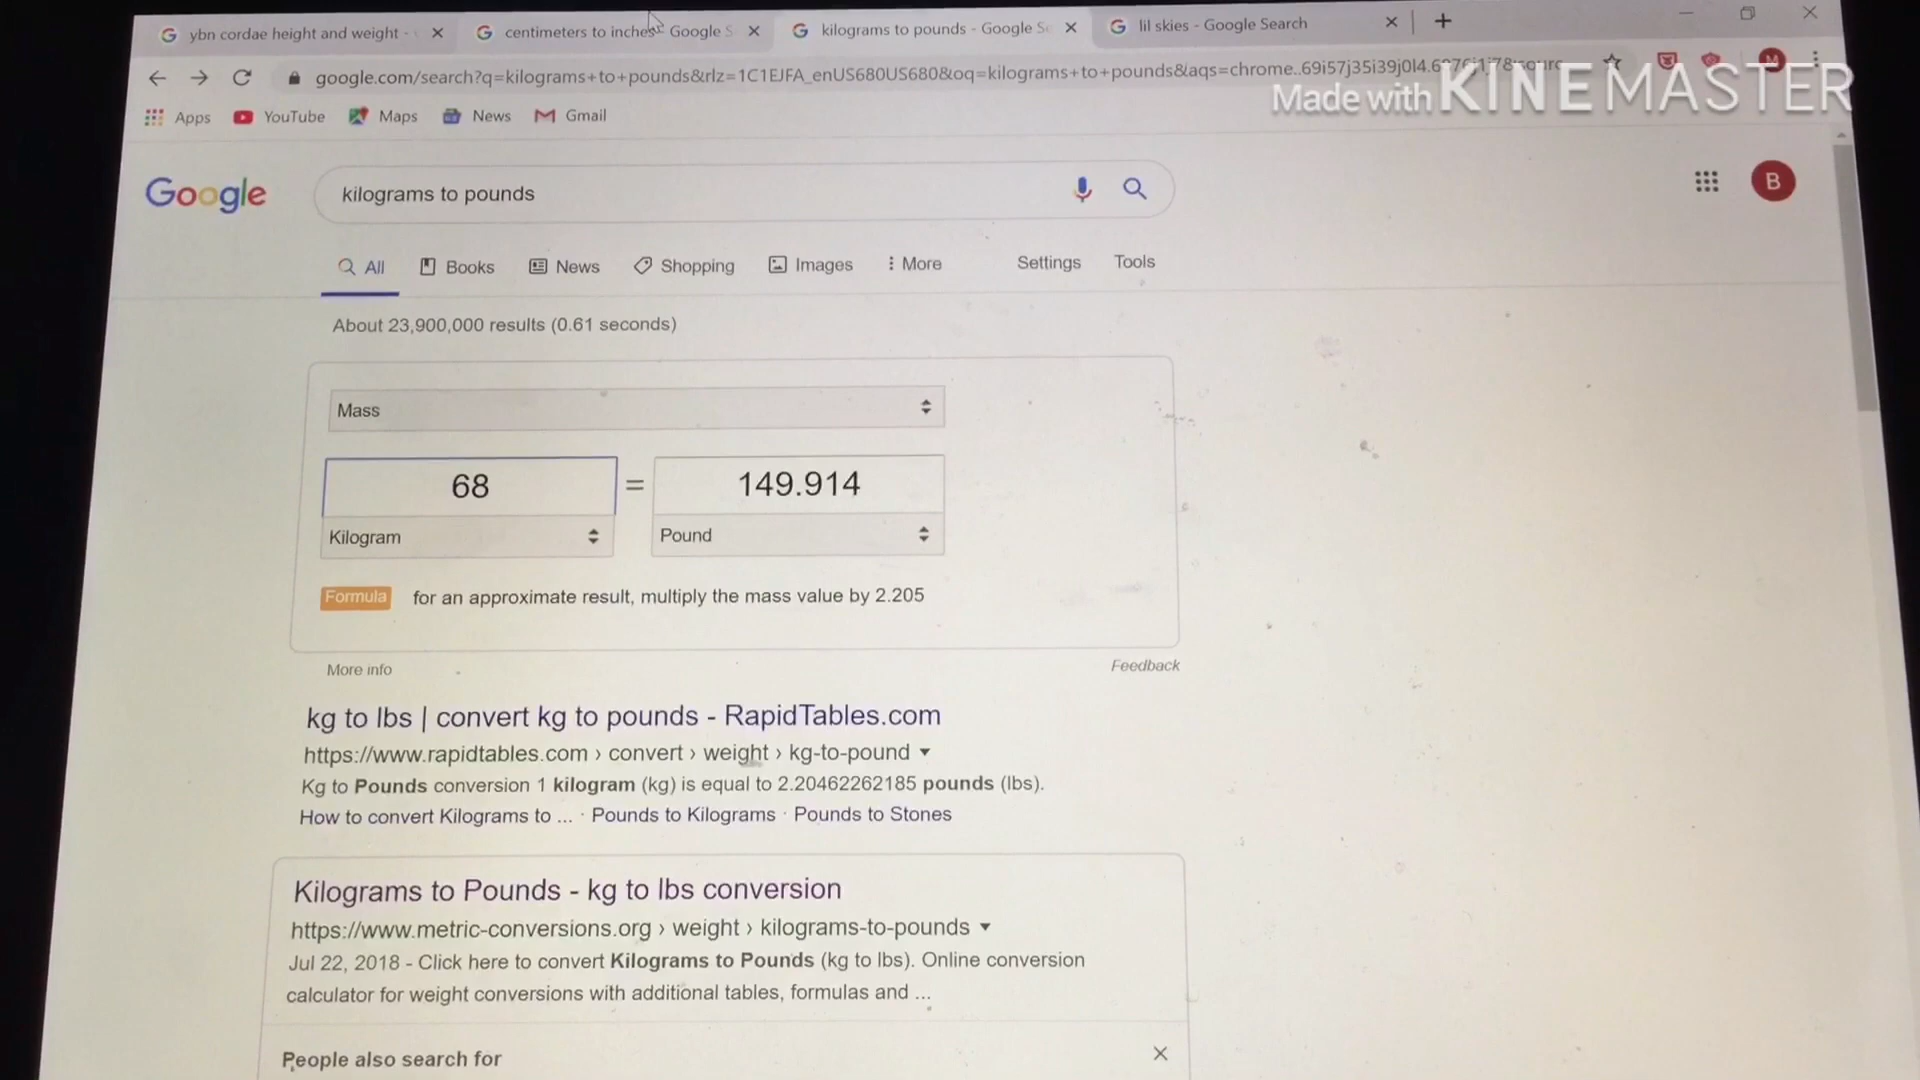 ybn cordae height and weight -
centimeters to inches Google S
kilograms to pounds - Google Se
lil skies - Google Search
google.com/search?q=kilograms+to+pounds&rlz=1C1EJFA_enUS680US680&oq=kilograms+to+pounds&aqs=chrome..69i57j35i39j0l4.6
M
Made with KINEMASTER
Apps
YouTube
Maps
News
Gmail
Google
kilograms to pounds
B
All
Books
News
Shopping
Images
More
Settings
Tools
About 23,900,000 results (0.61 seconds)
Mass
68 = 149.914
Kilogram
Pound
Formula for an approximate result, multiply the mass value by 2.205
More info
Feedback
kg to lbs | convert kg to pounds - RapidTables.com
https://www.rapidtables.com › convert › weight › kg-to-pound
Kg to Pounds conversion 1 kilogram (kg) is equal to 2.20462262185 pounds (lbs).
How to convert Kilograms to ... · Pounds to Kilograms · Pounds to Stones
Kilograms to Pounds - kg to lbs conversion
https://www.metric-conversions.org › weight › kilograms-to-pounds
Jul 22, 2018 - Click here to convert Kilograms to Pounds (kg to lbs). Online conversion
calculator for weight conversions with additional tables, formulas and ...
People also search for